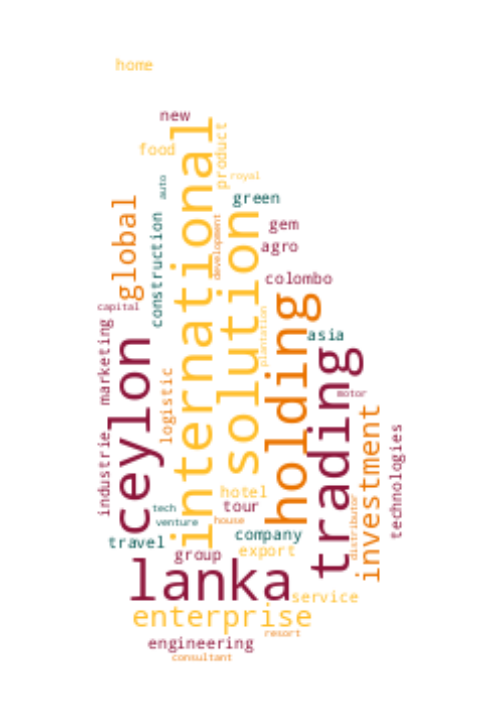 home
new
food
international
product
royal
auto
green
global
construction
development
solution
gem
agro
colombo
capital
holding
plantation
marketing
ceylon
asia
trading
logistic
motor
investment
technologies
industrie
hotel
tour
tech
venture
house
distributor
travel
company
group
export
lanka
service
enterprise
resort
engineering
consultant